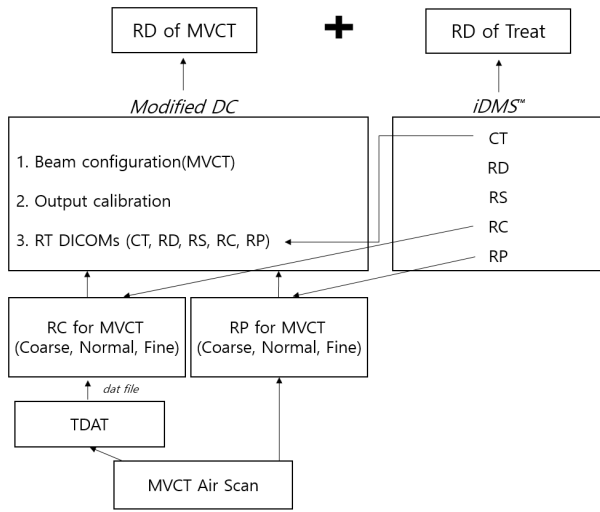 RD of MVCT
+
RD of Treat
Modified DC
iDMS™
1. Beam configuration(MVCT)
2. Output calibration
3. RT DICOMs (CT, RD, RS, RC, RP)
CT
RD
RS
RC
RP
RC for MVCT
(Coarse, Normal, Fine)
RP for MVCT
(Coarse, Normal, Fine)
dat file
TDAT
MVCT Air Scan